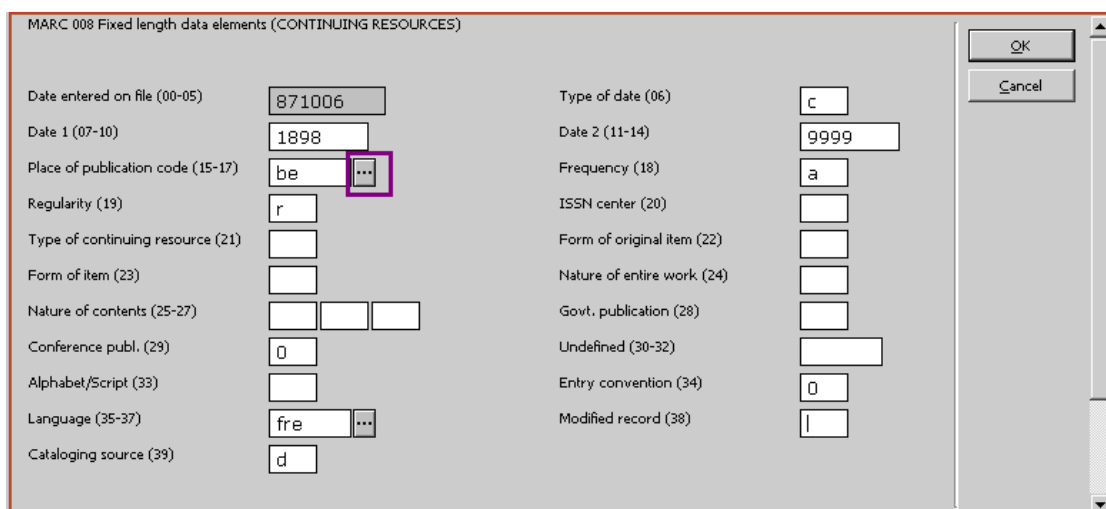 MARC 008 Fixed length data elements (CONTINUING RESOURCES)
OK
Cancel
Date entered on file (00-05) 871006 Type of date (06) c
Date 1 (07-10) 1898 Date 2 (11-14) 9999
Place of publication code (15-17) be ... Frequency (18) a
Regularity (19) r ISSN center (20)
Type of continuing resource (21) Form of original item (22)
Form of item (23) Nature of entire work (24)
Nature of contents (25-27) Govt. publication (28)
Conference publ. (29) 0 Undefined (30-32)
Alphabet/Script (33) Entry convention (34) 0
Language (35-37) fre ... Modified record (38) |
Cataloging source (39) d